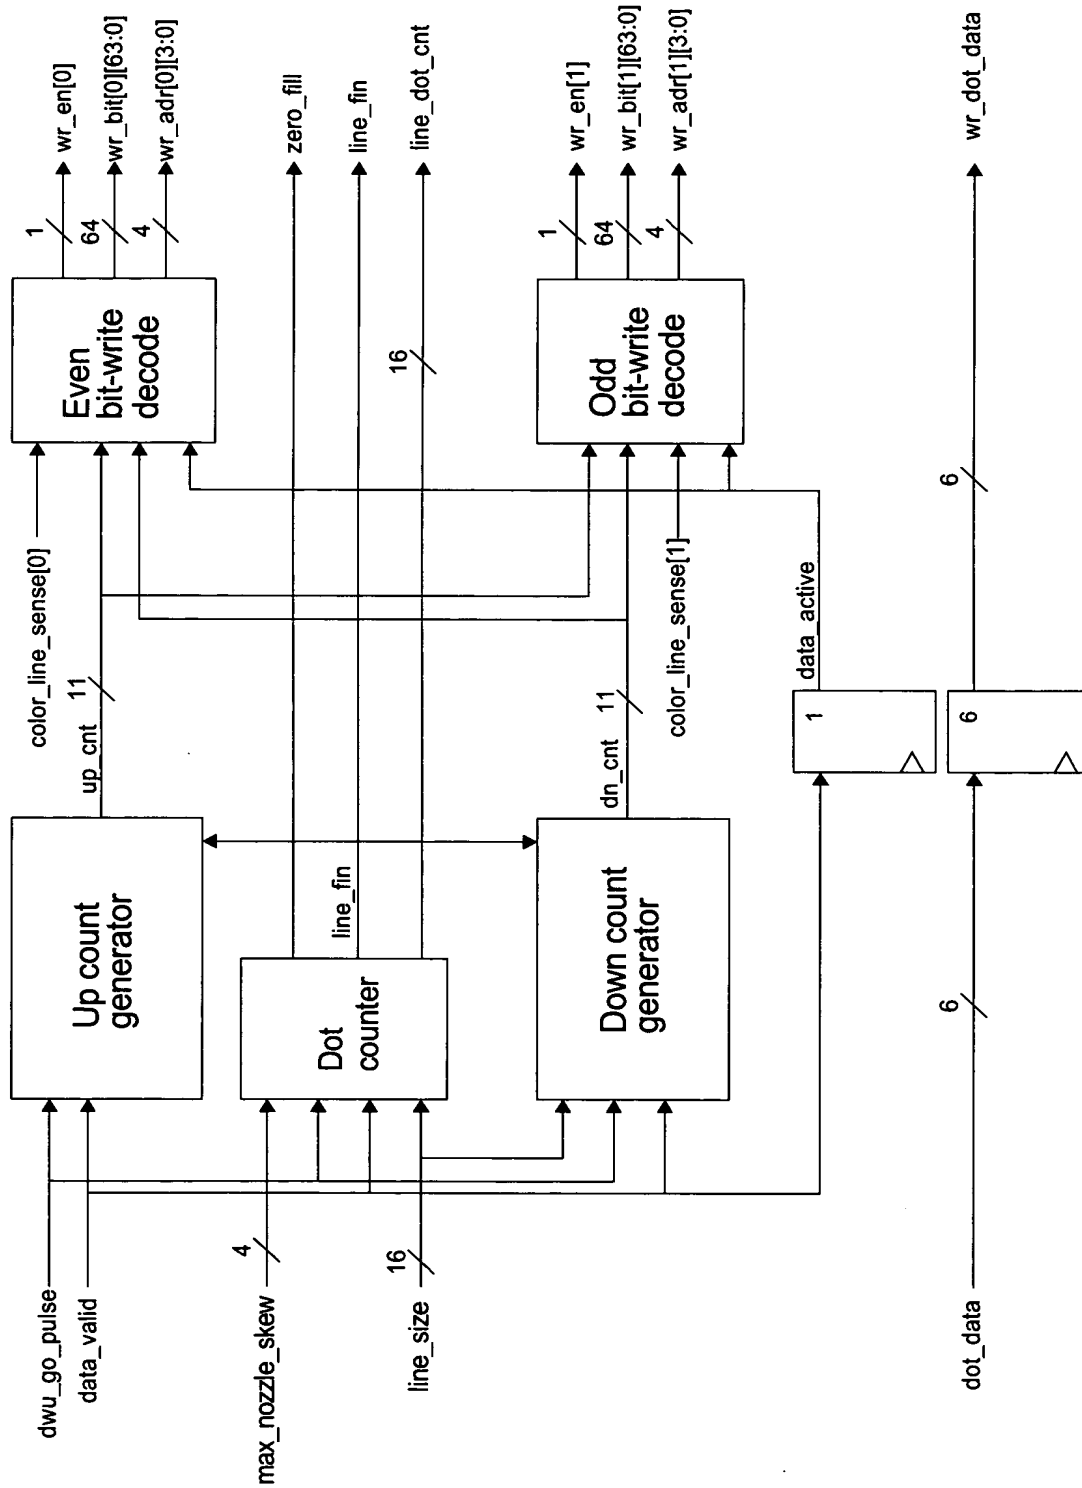 dwu_go_pulse
data_valid
max_nozzle_skew
4
line_size
16
dot_data
6
Up count
generator
Dot
counter
Down count
generator
line_fin
up_cnt
11
dn_cnt
11
color_line_sense[0]
color_line_sense[1]
1
data_active
6
Even
bit-write
decode
Odd
bit-write
decode
16
6
1
64
4
1
64
4
wr_en[0]
wr_bit[0][63:0]
wr_adr[0][3:0]
zero_fill
line_fin
line_dot_cnt
wr_en[1]
wr_bit[1][63:0]
wr_adr[1][3:0]
wr_dot_data